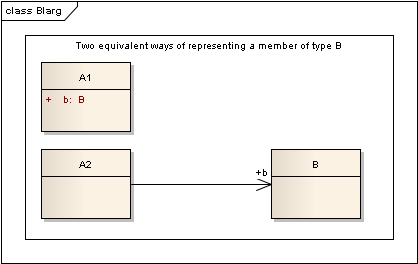 class Blarg
Two equivalent ways of representing a member of type B
A1
+ b: B
A2
+b
B